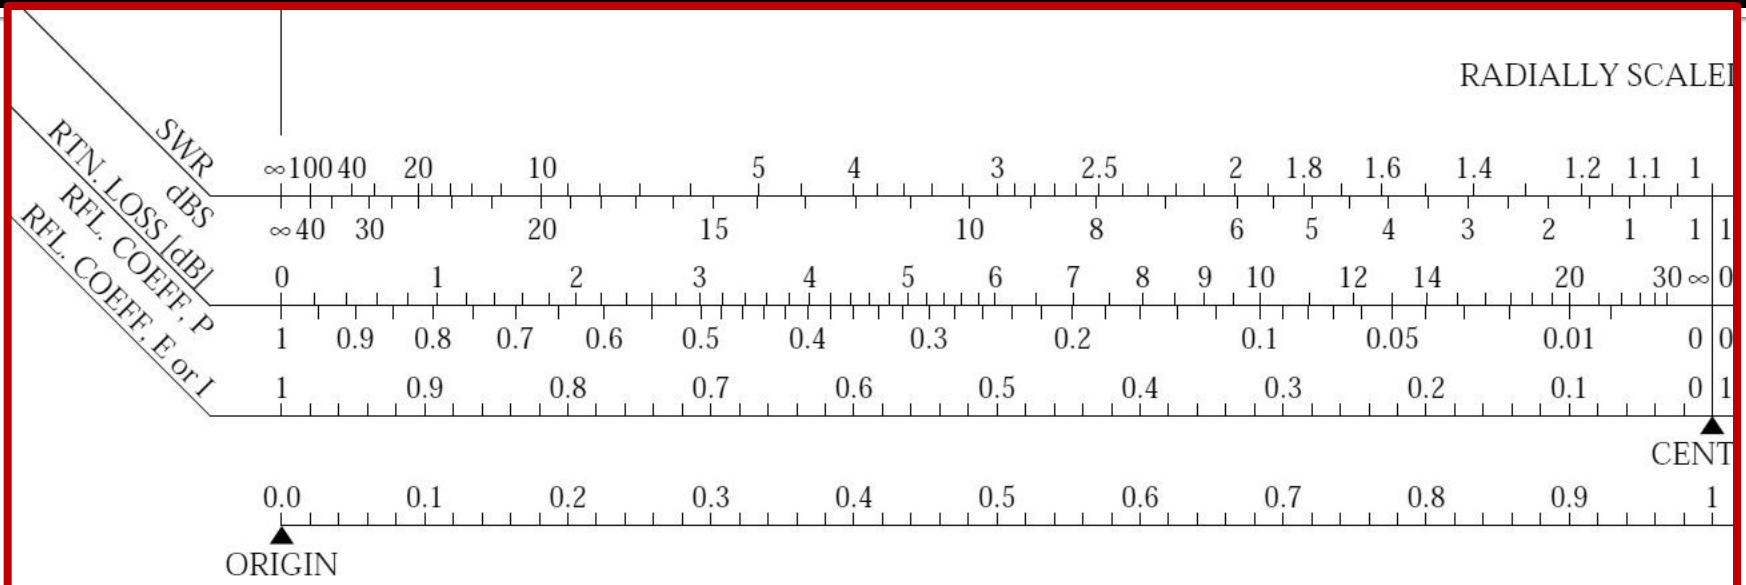 RADIALLY SCALE
SWR
∞ 100 40 20 10 5 4 3 2.5 2 1.8 1.6 1.4 1.2 1.1 1
dBS
∞ 40 30 20 15 10 8 6 5 4 3 2 1 1 1
RTN. LOSS [dB]
0 1 2 3 4 5 6 7 8 9 10 12 14 20 30 ∞ 0
RFL. COEFF, P
1 0.9 0.8 0.7 0.6 0.5 0.4 0.3 0.2 0.1 0.05 0.01 0 0
RFL. COEFF, E or I
1 0.9 0.8 0.7 0.6 0.5 0.4 0.3 0.2 0.1 0 1
CENT
0.0 0.1 0.2 0.3 0.4 0.5 0.6 0.7 0.8 0.9 1
ORIGIN